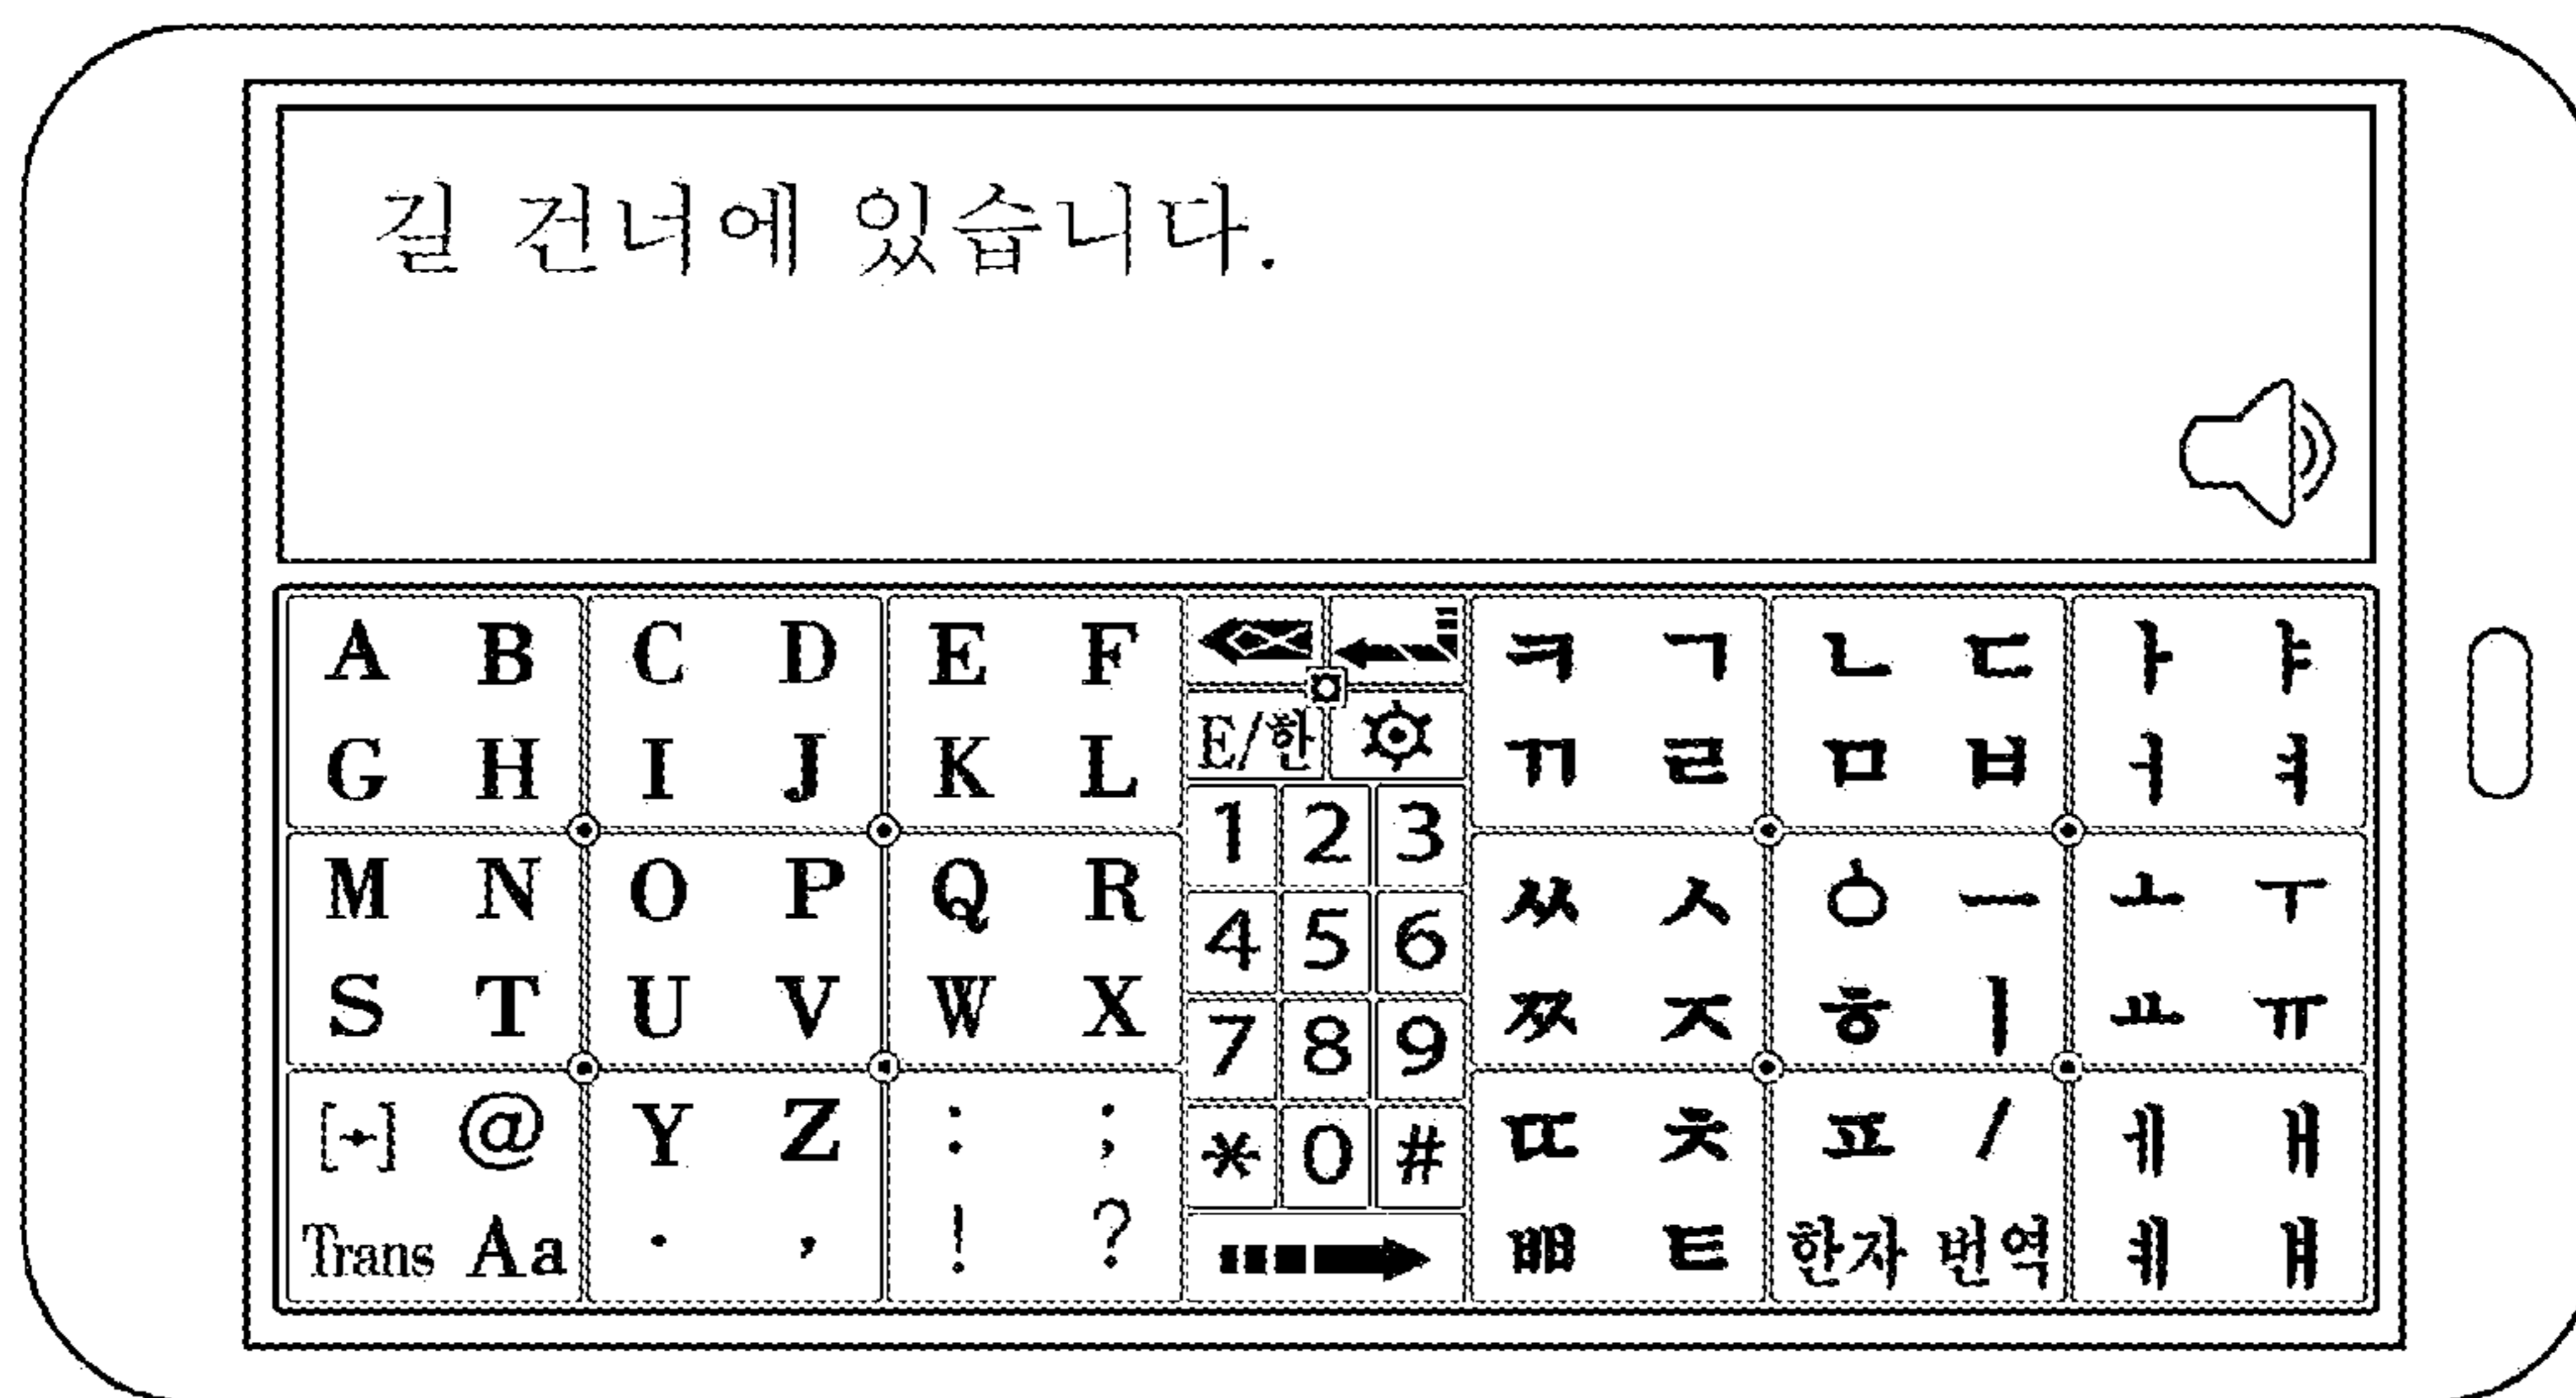 길 건너에 있습니다.
A B C D E F ㅋ ㄱ ㄴ ㄷ ㅏ ㅑ
E/한
G H I J K L ㄲ ㄹ ㅁ ㅂ ㅓ ㅕ
1 2 3
M N O P Q R ㅆ ㅅ ㅇ ㅡ ㅗ ㅜ
4 5 6
S T U V W X ㅉ ㅈ ㅎ ㅣ ㅛ ㅠ
7 8 9
@ Y Z : ; ㄸ ㅊ ㅍ / ㅔ ㅐ
* 0 #
Trans Aa . , ! ? ㅃ ㅌ 한자 번역 ㅖ ㅒ